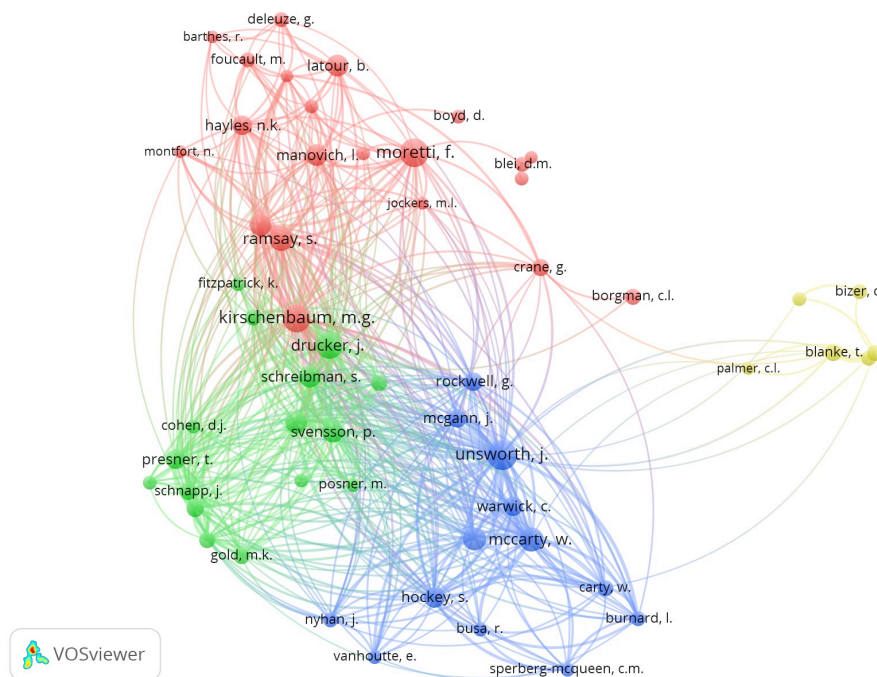 deleuze, g.
barthes, r.
foucault, m.
latour, b.
boyd, d.
hayles, n.k.
montfort, n.
manovich, l.
moretti, f.
blei, d.m.
jockers, m.l.
ramsay, s.
crane, g.
fitzpatrick, k.
borgman, c.l.
bizer, c
kirschenbaum, m.g.
drucker, j.
blanke, t.
palmer, c.l.
schreibman, s.
rockwell, g.
mcgann, j.
cohen, d.j.
svensson, p.
unsworth, j.
presner, t.
schnapp, j.
posner, m.
warwick, c.
mccarty, w.
gold, m.k.
carty, w.
hockey, s.
nyhan, j.
busa, r.
burnard, l.
vanhoutte, e.
sperberg-mcqueen, c.m.
VOSviewer